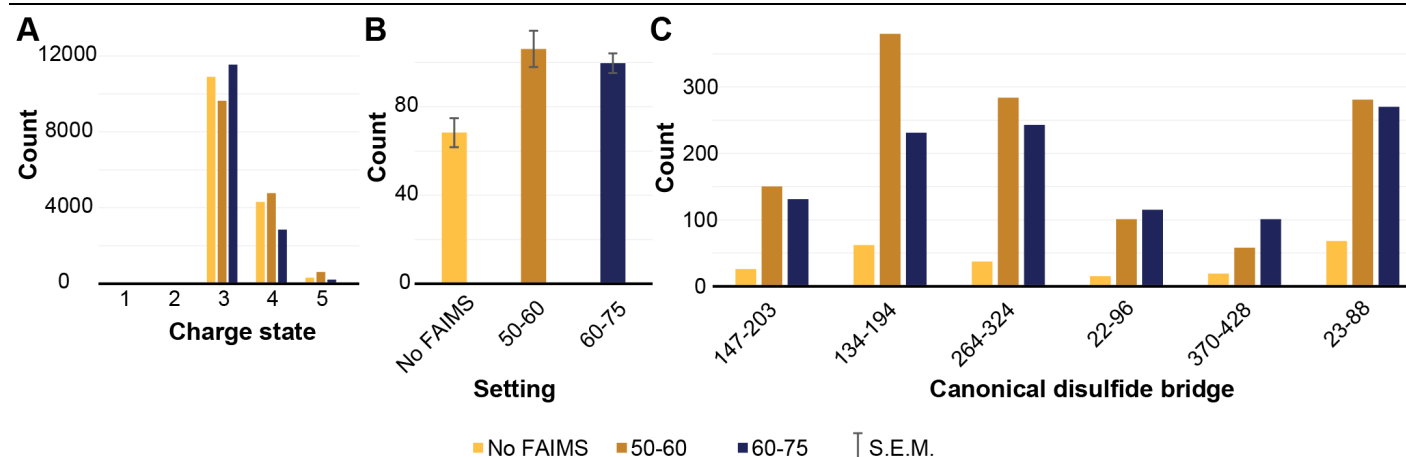 A
B
C
Count
12000
8000
4000
0
1 2 3 4 5
Charge state
Count
80
40
0
No FAIMS 50-60 60-75
Setting
Count
300
200
100
0
147-203 134-194 264-324 22-96 370-428 23-88
Canonical disulfide bridge
No FAIMS 50-60 60-75 S.E.M.